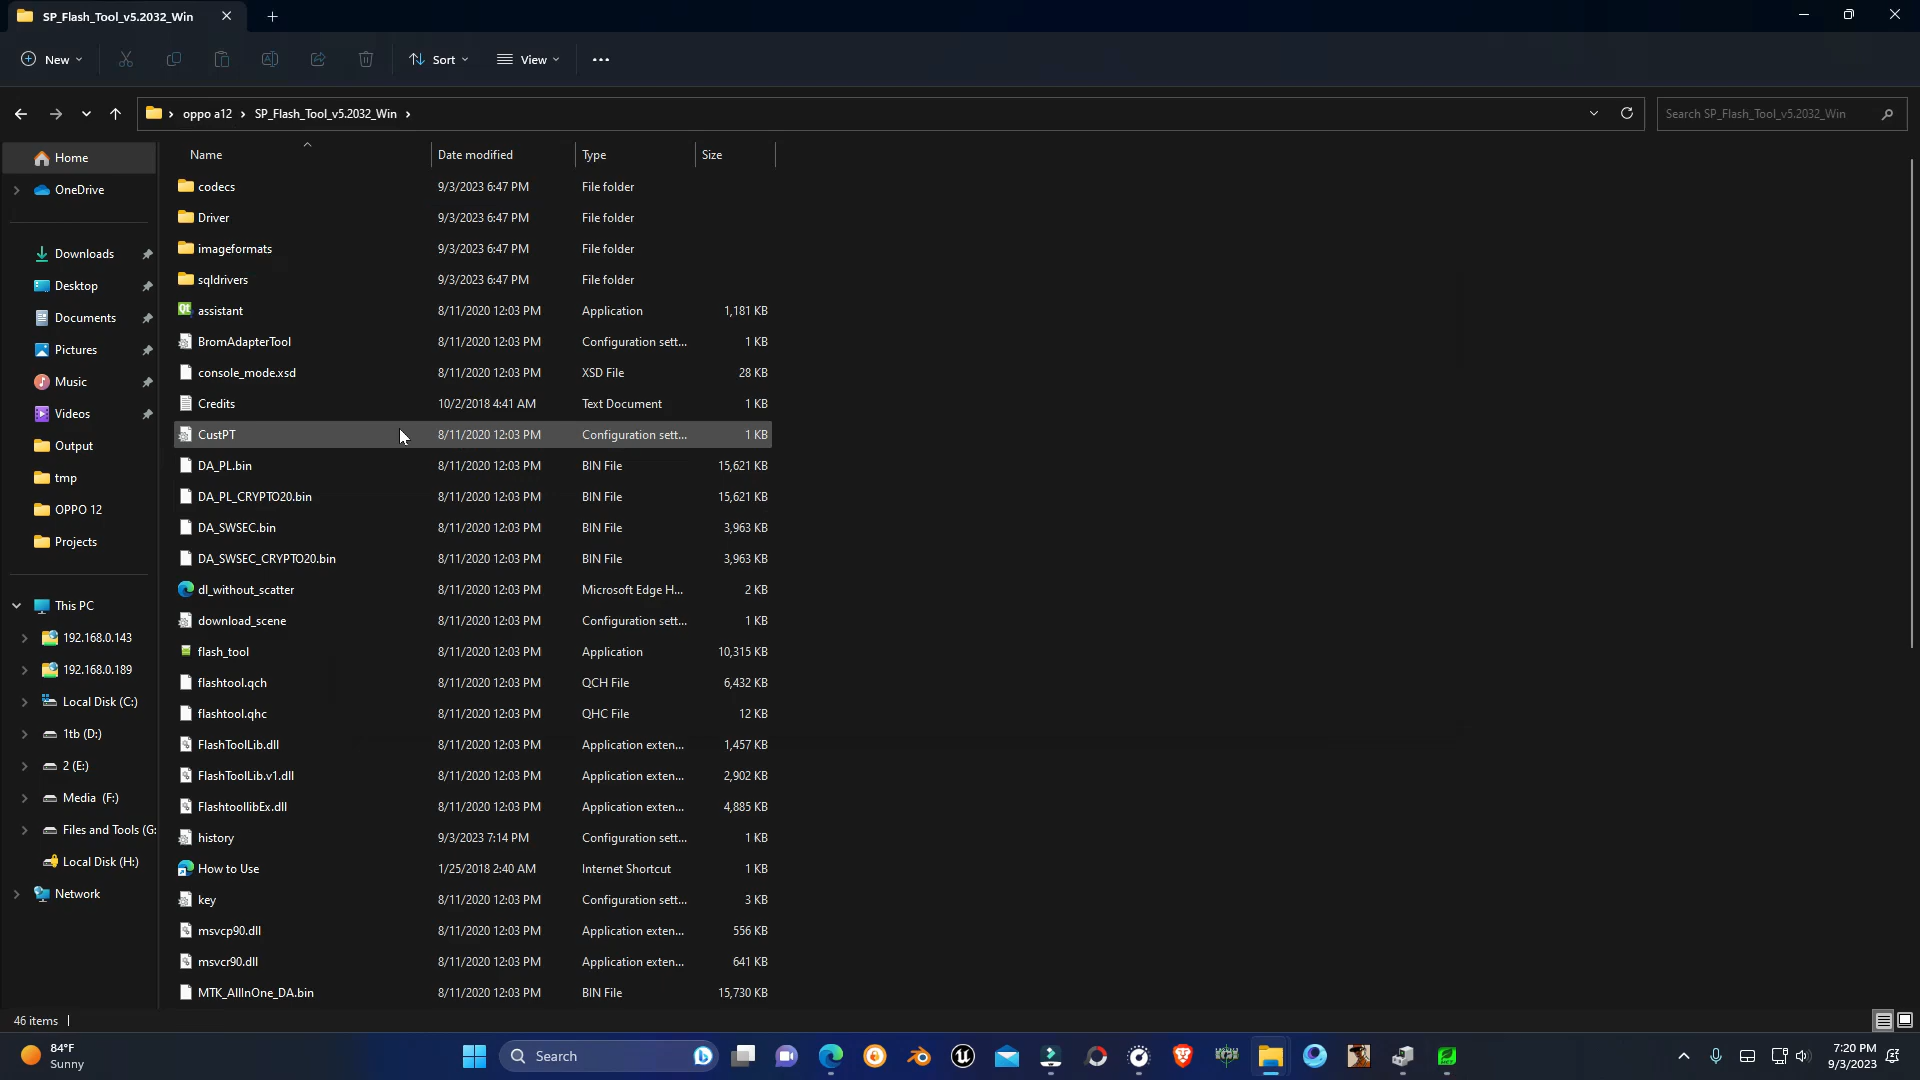 SP_Flash_Tool_v5.2032_Win
New
Sort
View
oppo a12 > SP_Flash_Tool_v5.2032_Win >
Search SP_Flash_Tool_v5.2032_Win
Name Date modified Type Size
Home
OneDrive
Downloads
Desktop
Documents
Pictures
Music
Videos
Output
tmp
OPPO 12
Projects
This PC
192.168.0.143
192.168.0.189
Local Disk (C:)
1tb (D:)
2 (E:)
Media (F:)
Files and Tools (G:
Local Disk (H:)
Network
codecs 9/3/2023 6:47 PM File folder
Driver 9/3/2023 6:47 PM File folder
imageformats 9/3/2023 6:47 PM File folder
sqldrivers 9/3/2023 6:47 PM File folder
assistant 8/11/2020 12:03 PM Application 1,181 KB
BromAdapterTool 8/11/2020 12:03 PM Configuration sett... 1 KB
console_mode.xsd 8/11/2020 12:03 PM XSD File 28 KB
Credits 10/2/2018 4:41 AM Text Document 1 KB
CustPT 8/11/2020 12:03 PM Configuration sett... 1 KB
DA_PL.bin 8/11/2020 12:03 PM BIN File 15,621 KB
DA_PL_CRYPTO20.bin 8/11/2020 12:03 PM BIN File 15,621 KB
DA_SWSEC.bin 8/11/2020 12:03 PM BIN File 3,963 KB
DA_SWSEC_CRYPTO20.bin 8/11/2020 12:03 PM BIN File 3,963 KB
dl_without_scatter 8/11/2020 12:03 PM Microsoft Edge H... 2 KB
download_scene 8/11/2020 12:03 PM Configuration sett... 1 KB
flash_tool 8/11/2020 12:03 PM Application 10,315 KB
flashtool.qch 8/11/2020 12:03 PM QCH File 6,432 KB
flashtool.qhc 8/11/2020 12:03 PM QHC File 12 KB
FlashToolLib.dll 8/11/2020 12:03 PM Application exten... 1,457 KB
FlashToolLib.v1.dll 8/11/2020 12:03 PM Application exten... 2,902 KB
FlashtoollibEx.dll 8/11/2020 12:03 PM Application exten... 4,885 KB
history 9/3/2023 7:14 PM Configuration sett... 1 KB
How to Use 1/25/2018 2:40 AM Internet Shortcut 1 KB
key 8/11/2020 12:03 PM Configuration sett... 3 KB
msvcp90.dll 8/11/2020 12:03 PM Application exten... 556 KB
msvcr90.dll 8/11/2020 12:03 PM Application exten... 641 KB
MTK_AllInOne_DA.bin 8/11/2020 12:03 PM BIN File 15,730 KB
46 items
84°F
Sunny
Search
7:20 PM
9/3/2023